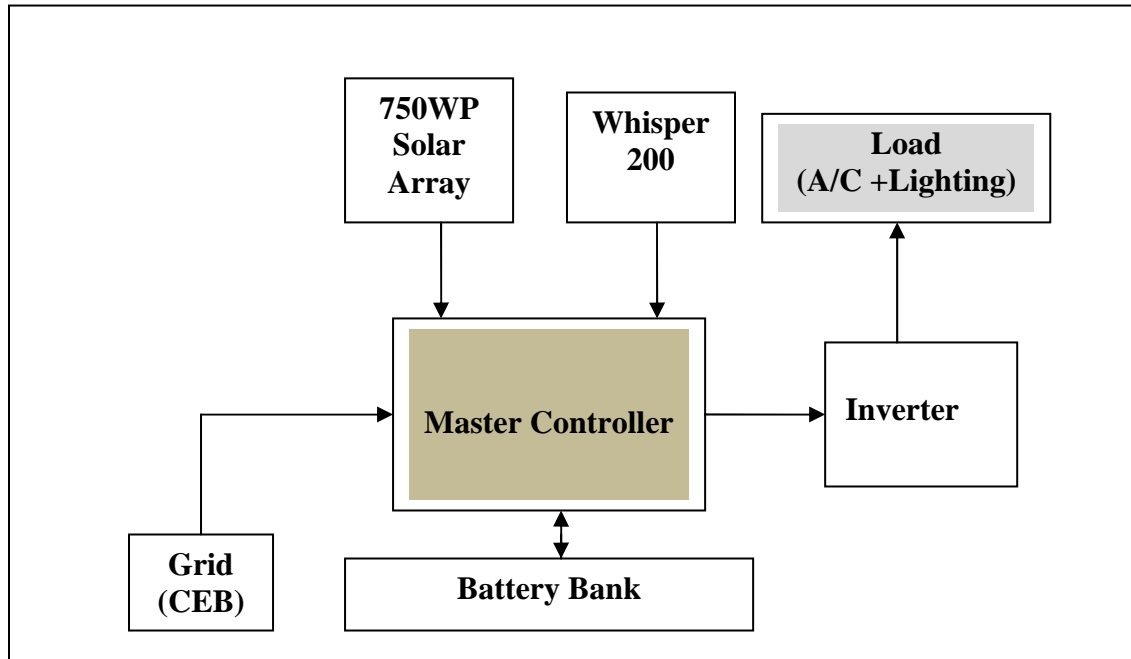 750WP
Solar
Array
Whisper
200
Load
(A/C +Lighting)
Master Controller
Inverter
Grid
(CEB)
Battery Bank